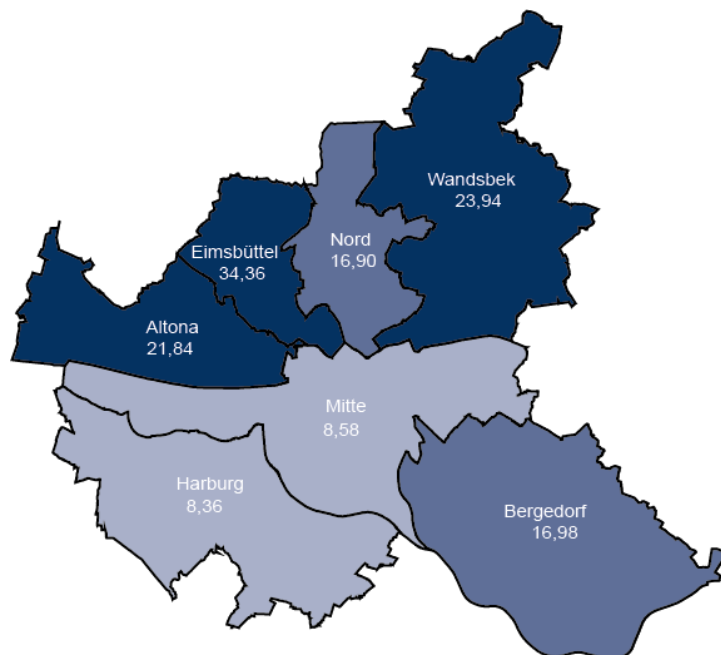 Wandsbek
23,94
Nord
16,90
Eimsbüttel
34,36
Altona
21,84
Mitte
8,58
Harburg
8,36
Bergedorf
16,98